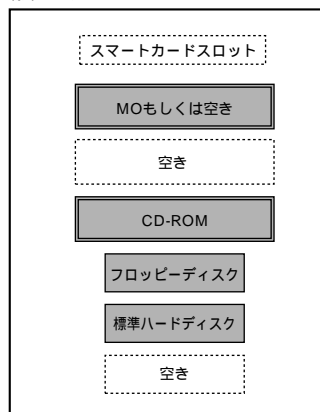 スマートカードスロット
MOもしくは空き
空き
CD-ROM
フロッピーディスク
標準ハードディスク
空き